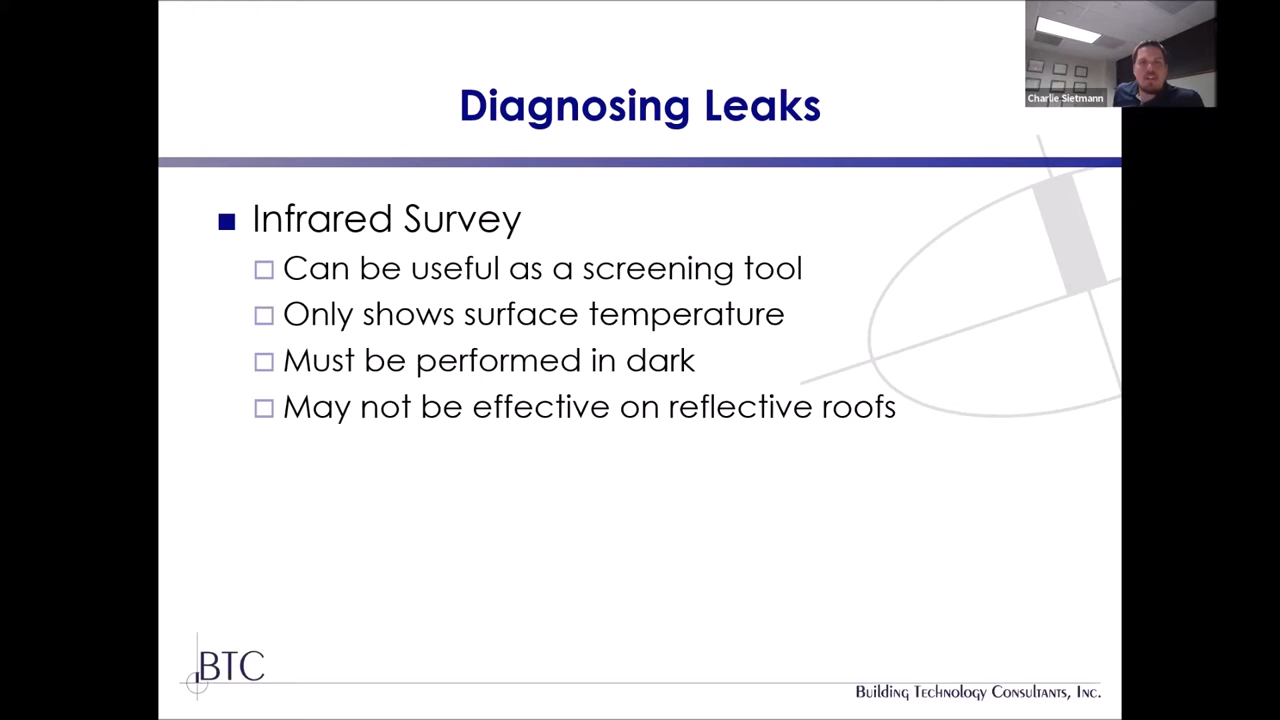 Charlie Sietmann
Diagnosing Leaks
Infrared Survey
Can be useful as a screening tool
Only shows surface temperature
Must be performed in dark
May not be effective on reflective roofs
BTC
Building Technology Consultants, Inc.